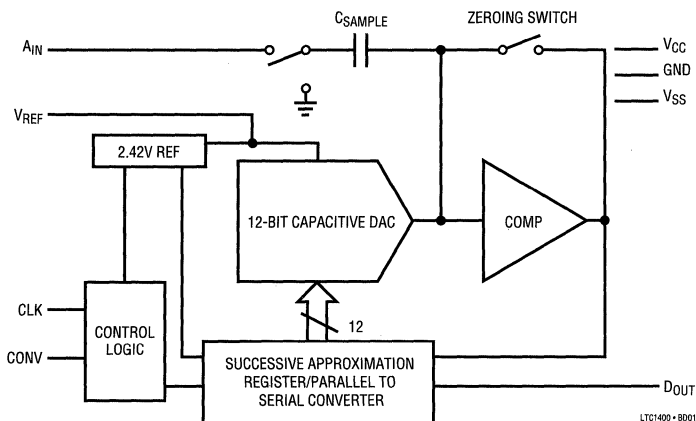 CSAMPLE
ZEROING SWITCH
AIN
VCC
GND
VSS
VREF
2.42V REF
12-BIT CAPACITIVE DAC
COMP
CLK
CONV
CONTROL
LOGIC
12
SUCCESSIVE APPROXIMATION
REGISTER/PARALLEL TO
SERIAL CONVERTER
DOUT
LTC1400 • BD01